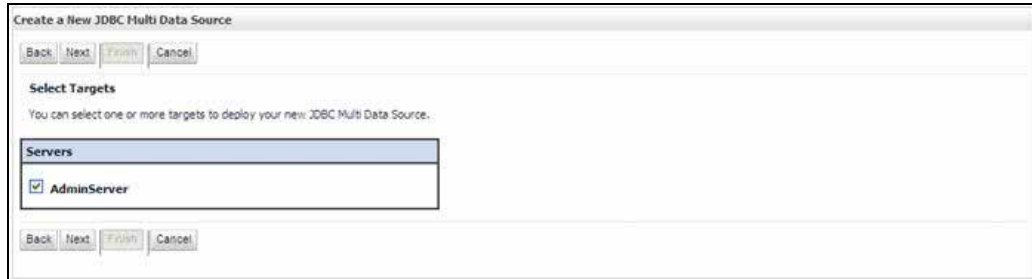 Create a New JDBC Multi Data Source
Back Next Finish Cancel
Select Targets
You can select one or more targets to deploy your new JDBC Multi Data Source.
Servers
AdminServer
Back Next Finish Cancel